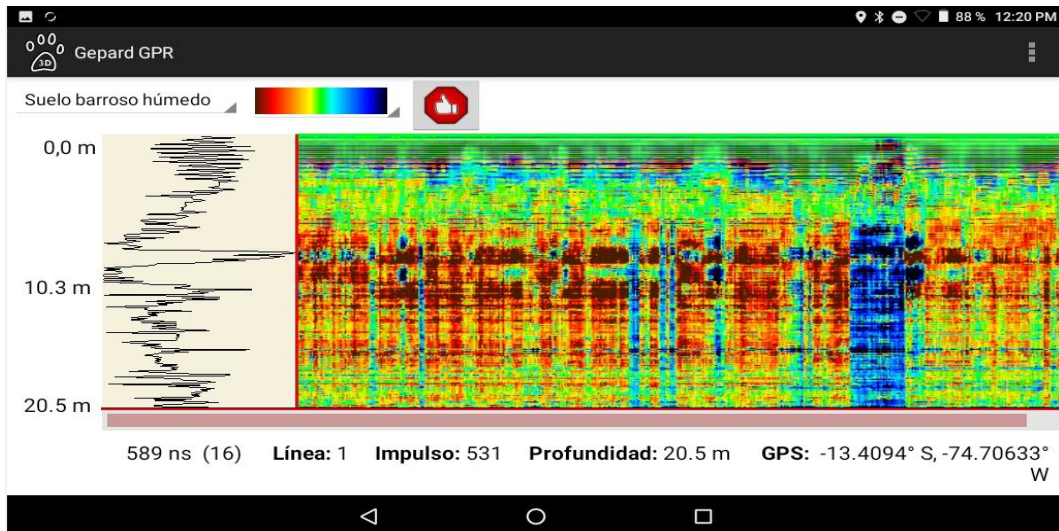 88 % 12:20 PM
3D Gepard GPR
Suelo barroso húmedo
0,0 m
10.3 m
20.5 m
589 ns (16) Línea: 1 Impulso: 531 Profundidad: 20.5 m GPS: -13.4094° S, -74.70633°
W